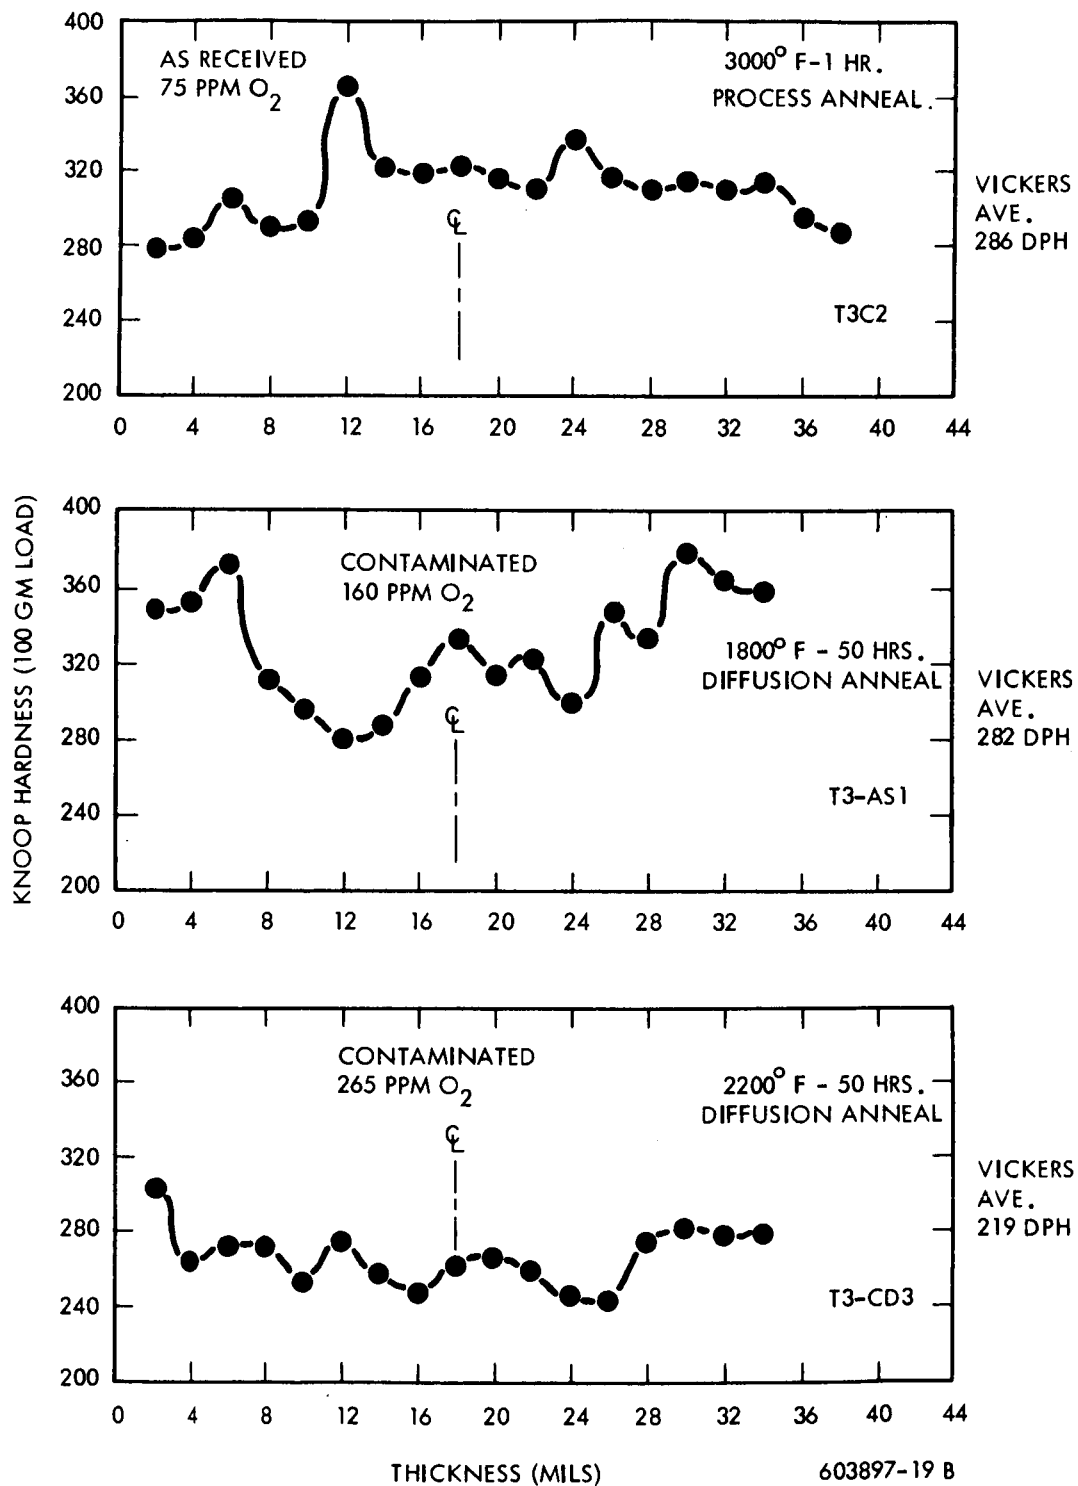 400
AS RECEIVED
75 PPM O2
3000° F-1 HR.
PROCESS ANNEAL.
360
320
VICKERS
AVE.
286 DPH
280
℄
240
T3C2
200
0 4 8 12 16 20 24 28 32 36 40 44
KNOOP HARDNESS (100 GM LOAD)
400
CONTAMINATED
160 PPM O2
360
1800° F - 50 HRS.
DIFFUSION ANNEAL
320
VICKERS
AVE.
282 DPH
℄
280
T3-AS1
240
200
0 4 8 12 16 20 24 28 32 36 40 44
400
CONTAMINATED
265 PPM O2
2200° F - 50 HRS.
DIFFUSION ANNEAL
360
℄
320
VICKERS
AVE.
219 DPH
280
T3-CD3
240
200
0 4 8 12 16 20 24 28 32 36 40 44
THICKNESS (MILS)
603897-19 B